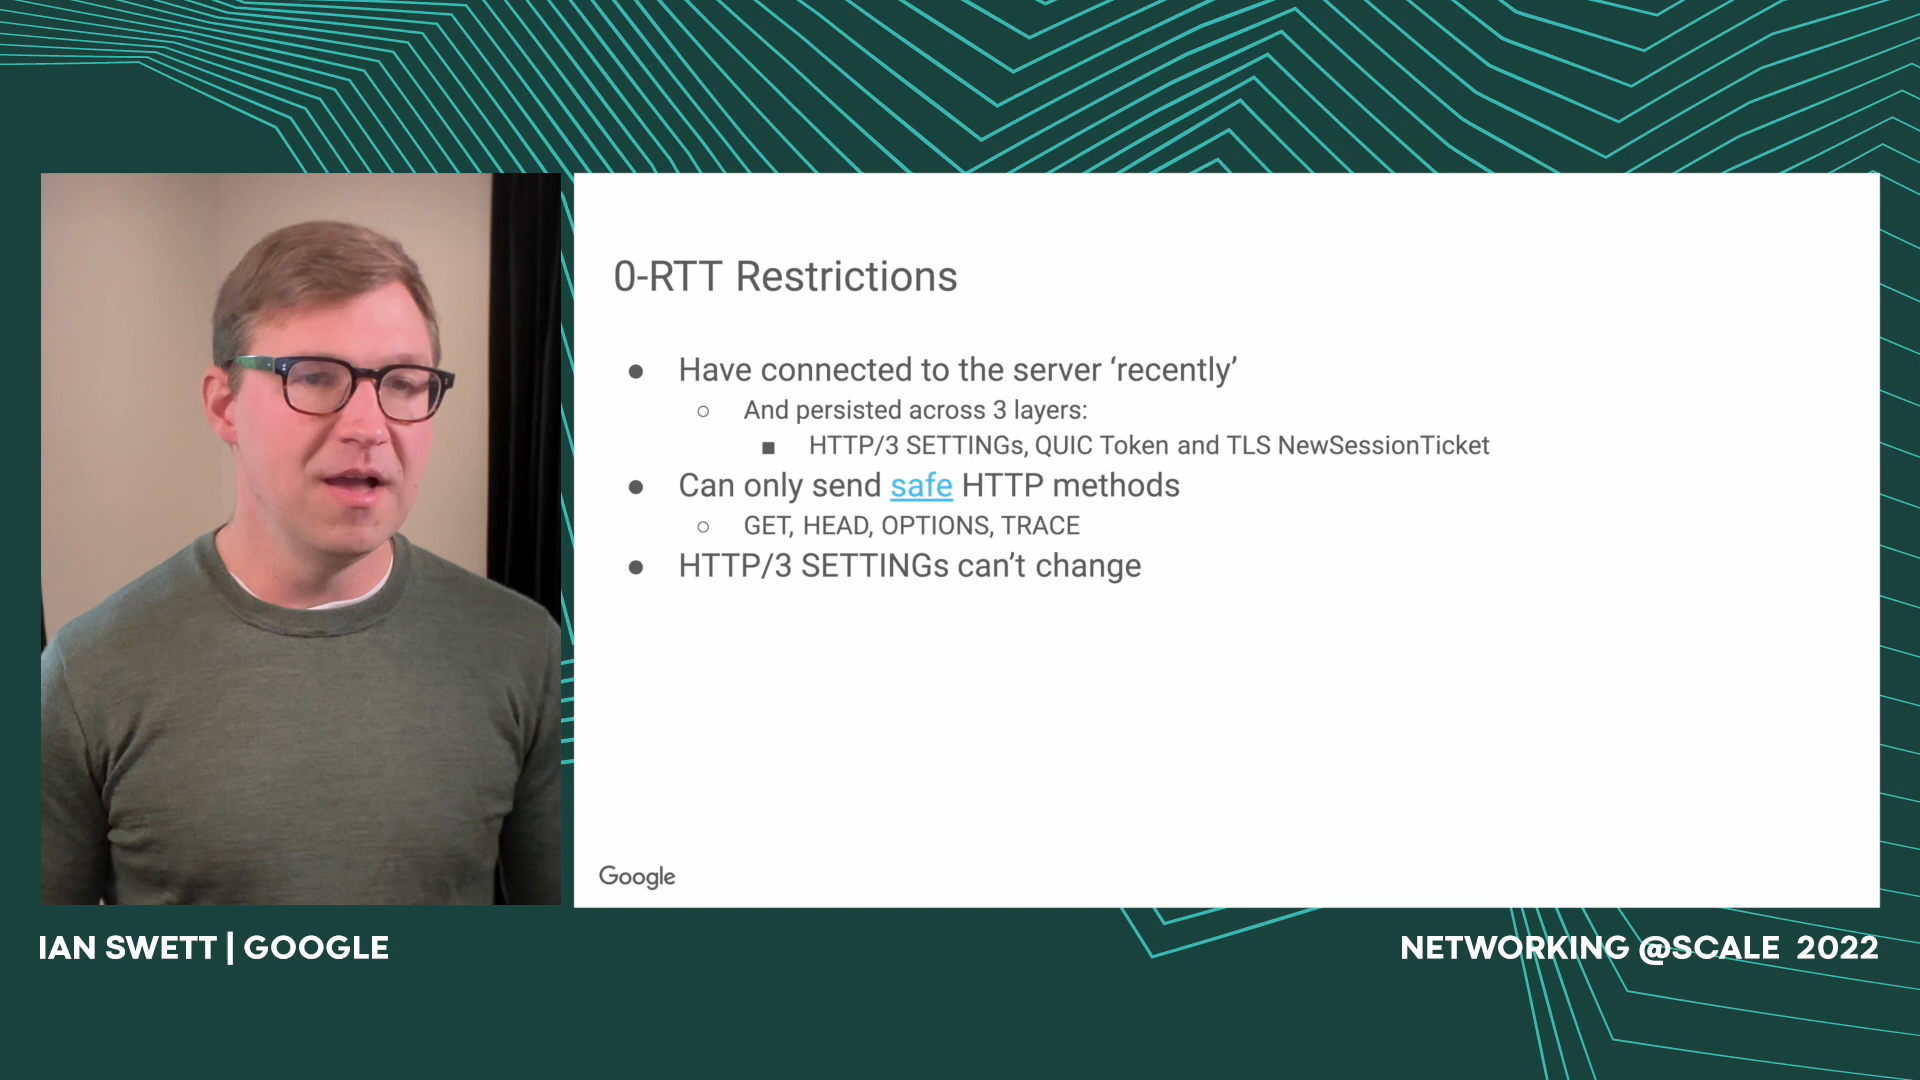 0-RTT Restrictions
● Have connected to the server ‘recently’
○ And persisted across 3 layers:
■ HTTP/3 SETTINGs, QUIC Token and TLS NewSessionTicket
● Can only send safe HTTP methods
○ GET, HEAD, OPTIONS, TRACE
● HTTP/3 SETTINGs can’t change
Google
IAN SWETT | GOOGLE
NETWORKING @SCALE 2022